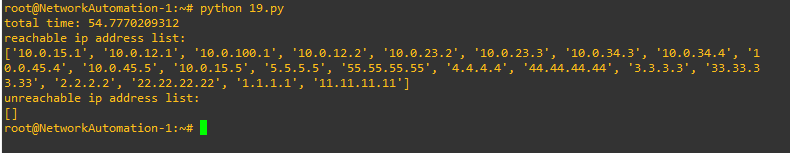 root@NetworkAutomation-1:~# python 19.py
total time: 54.7770209312
reachable ip address list:
['10.0.15.1', '10.0.12.1', '10.0.100.1', '10.0.12.2', '10.0.23.2', '10.0.23.3', '10.0.34.3', '10.0.34.4', '1
0.0.45.4', '10.0.45.5', '10.0.15.5', '5.5.5.5', '55.55.55.55', '4.4.4.4', '44.44.44.44', '3.3.3.3', '33.33.3
3.33', '2.2.2.2', '22.22.22.22', '1.1.1.1', '11.11.11.11']
unreachable ip address list:
[]
root@NetworkAutomation-1:~#